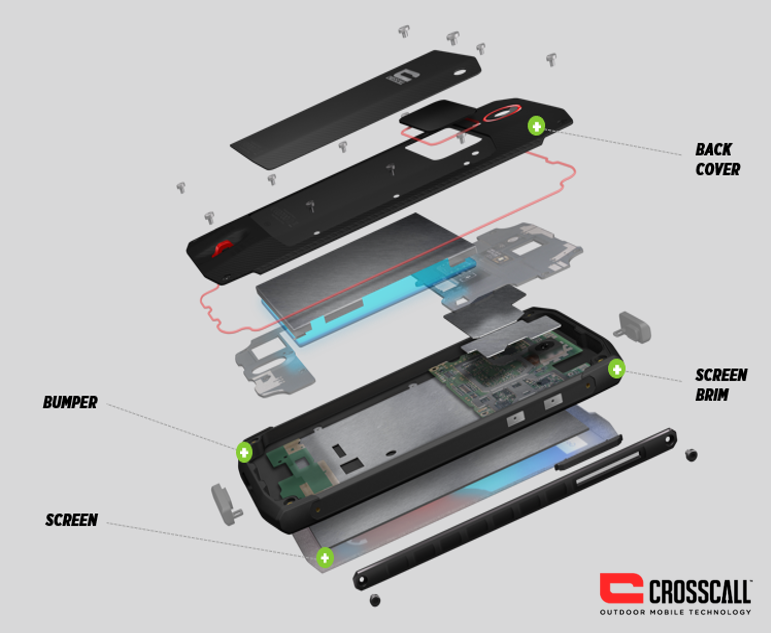 BACK
COVER
SCREEN
BRIM
BUMPER
SCREEN
CROSSCALL
OUTDOOR MOBILE TECHNOLOGY